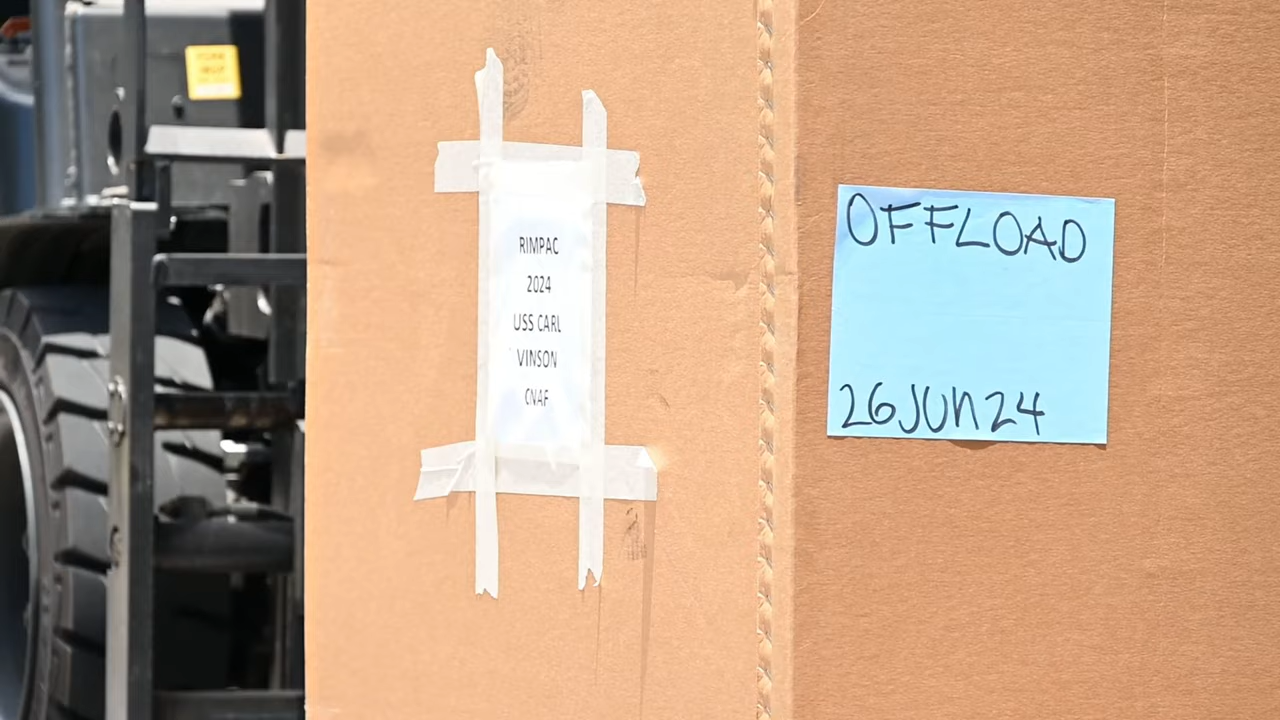 RIMPAC
2024
USS CARL
VINSON
CNAF
OFFLOAD
26JUN24